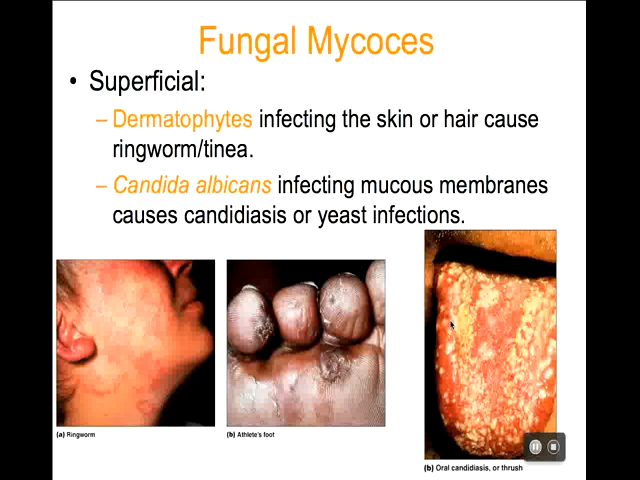 Fungal Mycoces
• Superficial:
– Dermatophytes infecting the skin or hair cause
ringworm/tinea.
– Candida albicans infecting mucous membranes
causes candidiasis or yeast infections.
(a) Ringworm
(b) Athlete's foot
(b) Oral candidiasis, or thrush